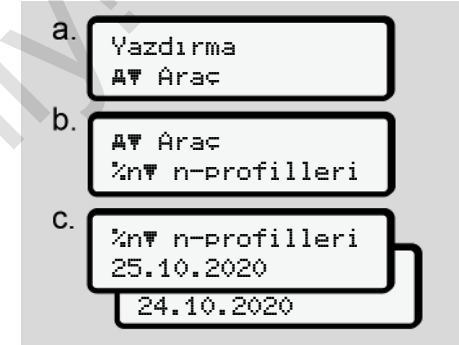 a.
Yazdırma
Araç
b.
Araç
%n▼ n-profilleri
c.
%n▼ n-profilleri
25.10.2020
24.10.2020